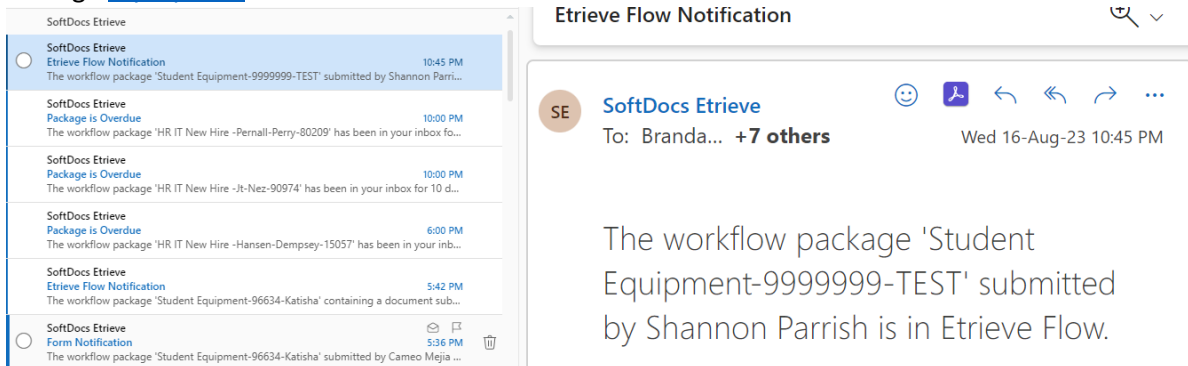 SoftDocs Etrieve
SoftDocs Etrieve
Etrieve Flow Notification 10:45 PM
The workflow package 'Student Equipment-9999999-TEST' submitted by Shannon Parri...
SoftDocs Etrieve
Package is Overdue 10:00 PM
The workflow package 'HR IT New Hire -Pernall-Perry-80209' has been in your inbox fo...
SoftDocs Etrieve
Package is Overdue 10:00 PM
The workflow package 'HR IT New Hire -Jt-Nez-90974' has been in your inbox for 10 d...
SoftDocs Etrieve
Package is Overdue 6:00 PM
The workflow package 'HR IT New Hire -Hansen-Dempsey-15057' has been in your inb...
SoftDocs Etrieve
Etrieve Flow Notification 5:42 PM
The workflow package 'Student Equipment-96634-Katisha' containing a document sub...
SoftDocs Etrieve
Form Notification 5:36 PM
The workflow package 'Student Equipment-96634-Katisha' submitted by Cameo Mejia ...
Etrieve Flow Notification
SE
SoftDocs Etrieve
To: Branda... +7 others
Wed 16-Aug-23 10:45 PM
The workflow package 'Student
Equipment-9999999-TEST' submitted
by Shannon Parrish is in Etrieve Flow.